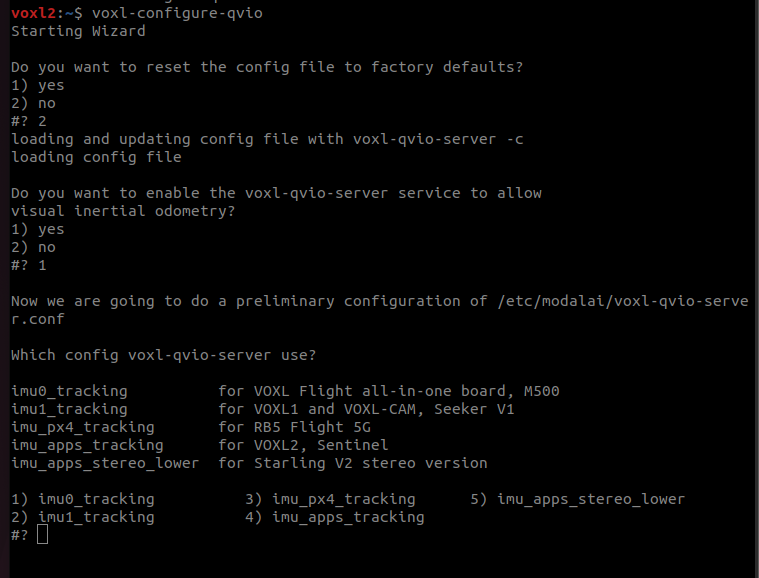 voxl2:~$ voxl-configure-qvio
Starting Wizard
Do you want to reset the config file to factory defaults?
1) yes
2) no
#? 2
loading and updating config file with voxl-qvio-server -c
loading config file
Do you want to enable the voxl-qvio-server service to allow
visual inertial odometry?
1) yes
2) no
#? 1
Now we are going to do a preliminary configuration of /etc/modalai/voxl-qvio-serve
r.conf
Which config voxl-qvio-server use?
imu0_tracking          for VOXL Flight all-in-one board, M500
imu1_tracking          for VOXL1 and VOXL-CAM, Seeker V1
imu_px4_tracking       for RB5 Flight 5G
imu_apps_tracking      for VOXL2, Sentinel
imu_apps_stereo_lower  for Starling V2 stereo version
1) imu0_tracking          3) imu_px4_tracking      5) imu_apps_stereo_lower
2) imu1_tracking          4) imu_apps_tracking
#?